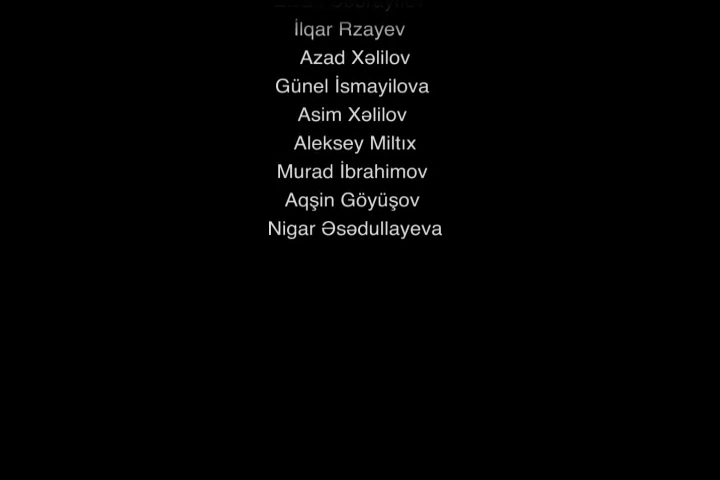 İlqar Rzayev
Azad Xəlilov
Günel İsmayilova
Asim Xəlilov
Aleksey Miltıx
Murad İbrahimov
Aqşin Göyüşov
Nigar Əsədullayeva